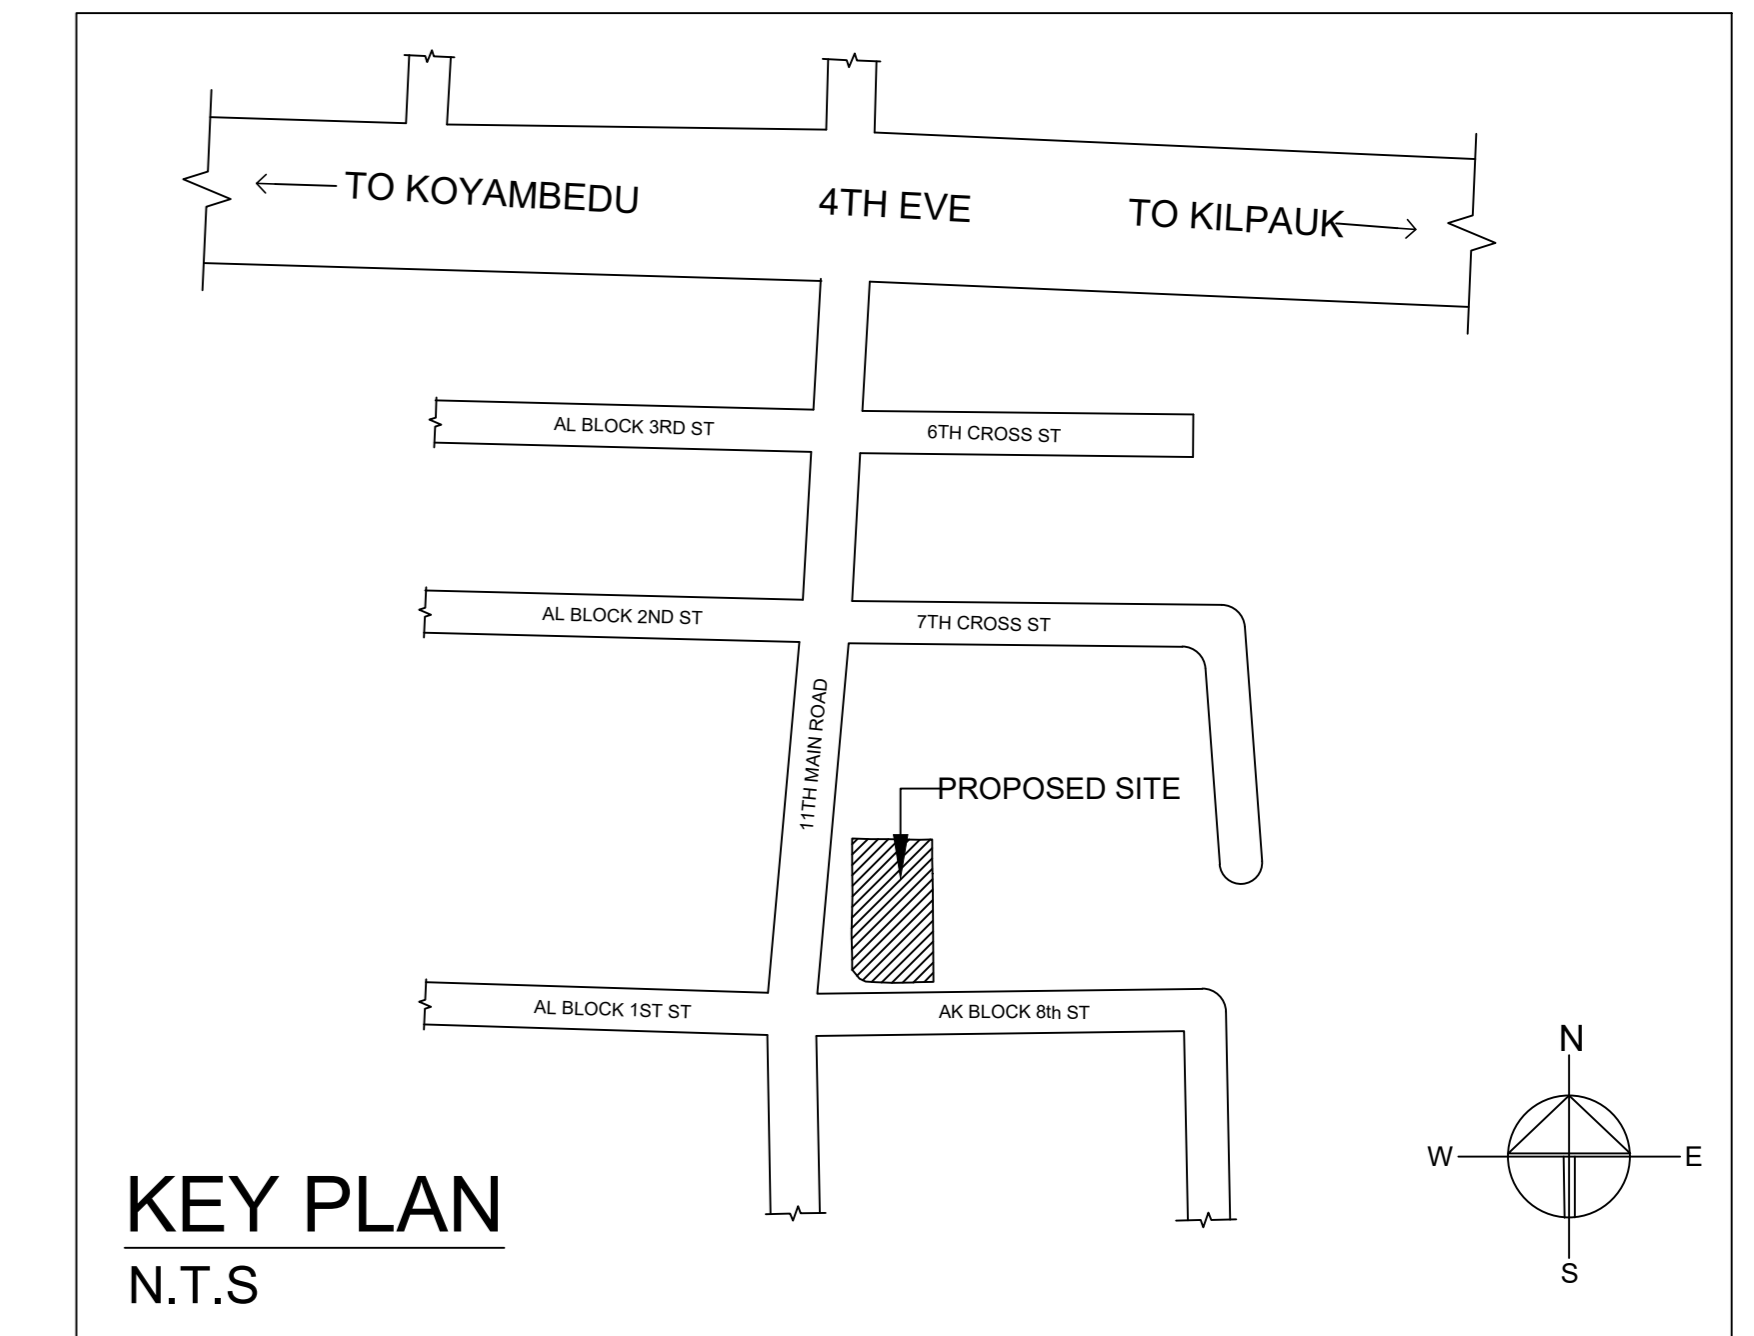 TO KOYAMBEDU
4TH EVE
TO KILPAUK
AL BLOCK 3RD ST
6TH CROSS ST
AL BLOCK 2ND ST
7TH CROSS ST
11TH MAIN ROAD
PROPOSED SITE
AL BLOCK 1ST ST
AK BLOCK 8th ST
N
W
E
S
KEY PLAN
N.T.S